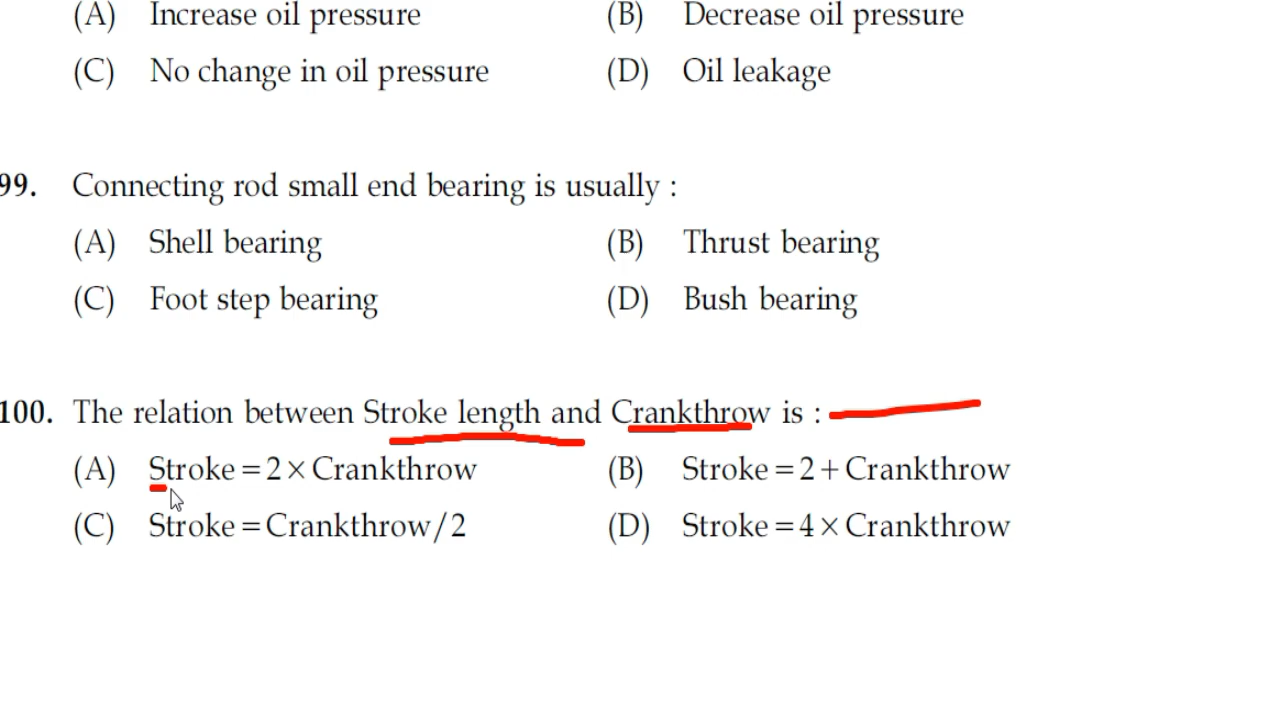 (A) Increase oil pressure (B) Decrease oil pressure
(C) No change in oil pressure (D) Oil leakage
99. Connecting rod small end bearing is usually :
(A) Shell bearing (B) Thrust bearing
(C) Foot step bearing (D) Bush bearing
100. The relation between Stroke length and Crankthrow is :
(A) Stroke = 2 × Crankthrow (B) Stroke = 2 + Crankthrow
(C) Stroke = Crankthrow/2 (D) Stroke = 4 × Crankthrow